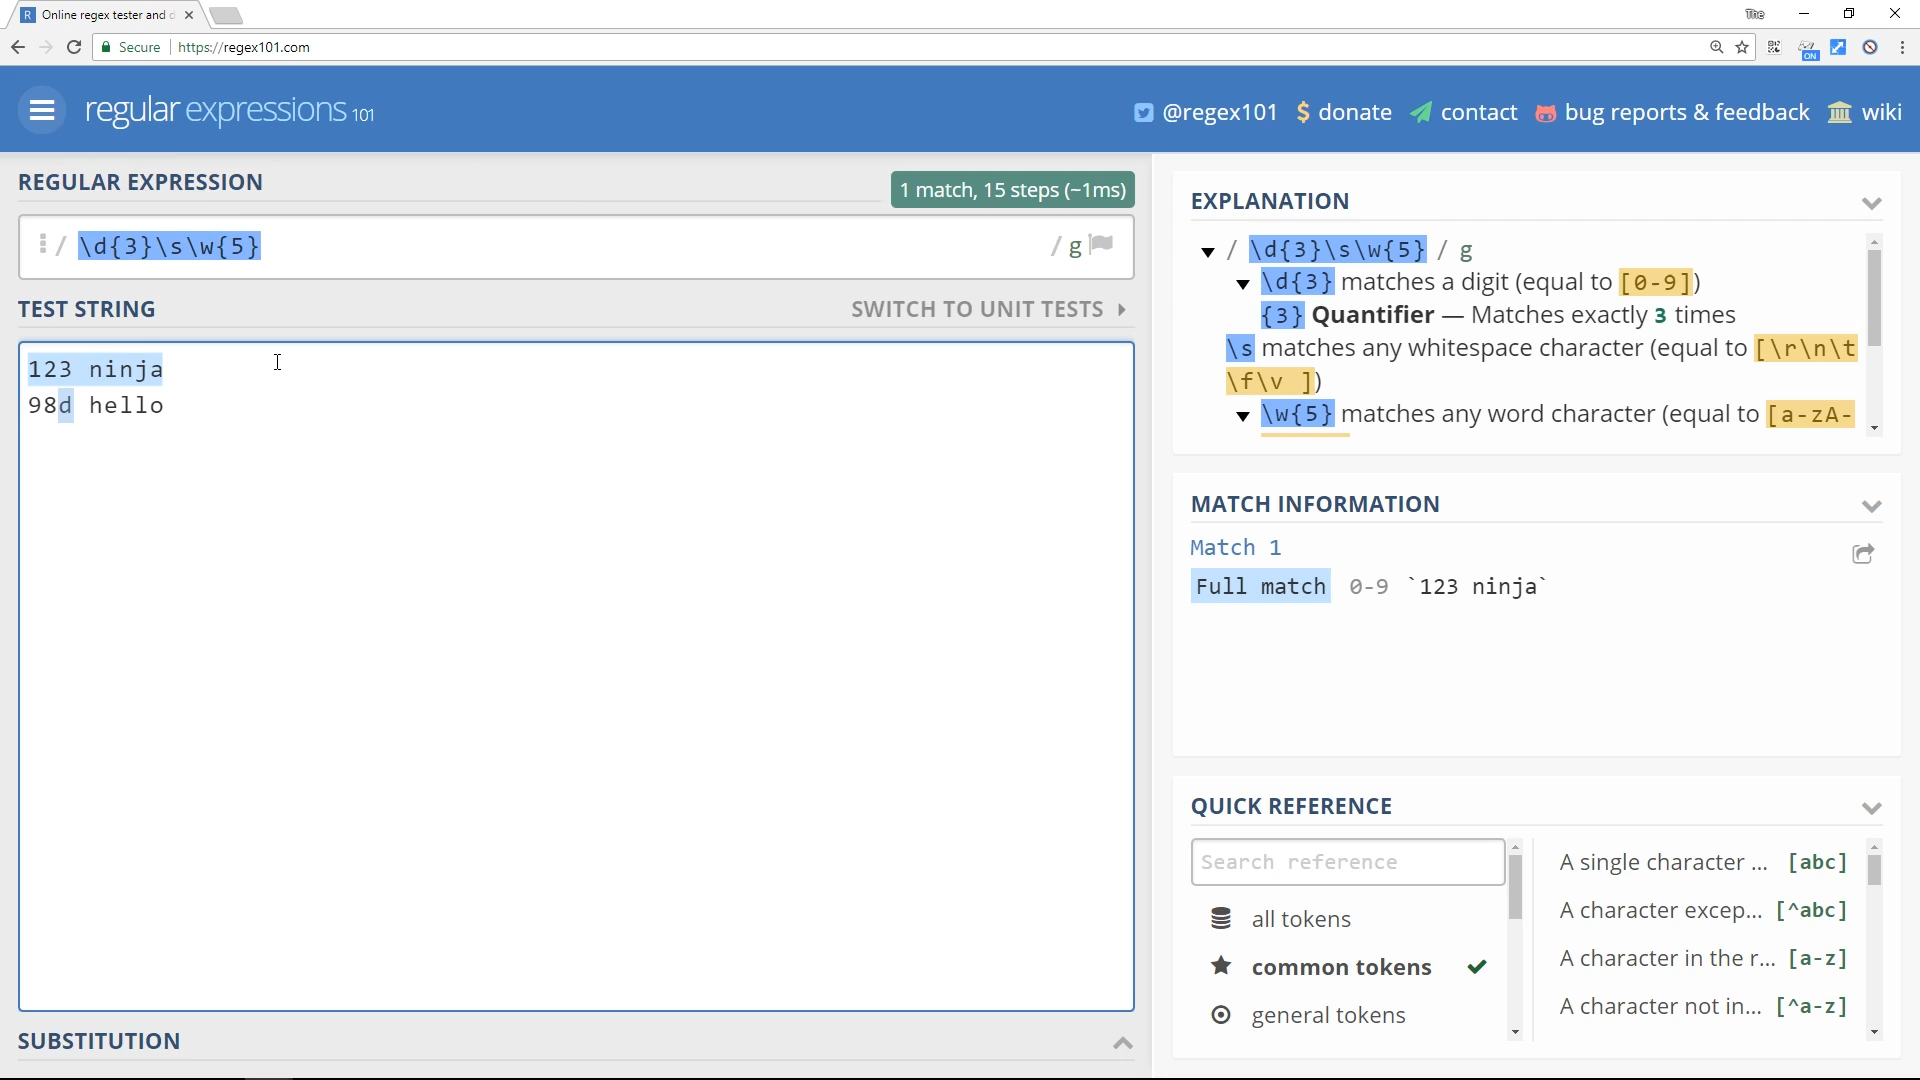 Online regex tester and d
The
Secure https://regex101.com
ON
regular expressions 101
@regex101 $ donate contact bug reports & feedback wiki
REGULAR EXPRESSION
1 match, 15 steps (~1ms)
/ \d{3}\s\w{5} / g
TEST STRING
SWITCH TO UNIT TESTS
123 ninja
98d hello
SUBSTITUTION
EXPLANATION
/ \d{3}\s\w{5} / g
\d{3} matches a digit (equal to [0-9])
{3} Quantifier — Matches exactly 3 times
\s matches any whitespace character (equal to [\r\n\t
\f\v ])
\w{5} matches any word character (equal to [a-zA-
MATCH INFORMATION
Match 1
Full match 0-9 `123 ninja`
QUICK REFERENCE
Search reference
all tokens
common tokens
general tokens
A single character ... [abc]
A character excep... [^abc]
A character in the r... [a-z]
A character not in... [^a-z]